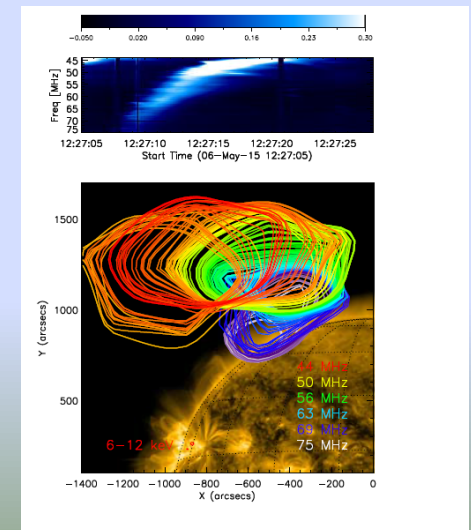 −0.050 0.020 0.090 0.16 0.23 0.30
Freq [MHz]
45
50
55
60
65
70
75
12:27:05 12:27:10 12:27:15 12:27:20 12:27:25
Start Time (06−May−15 12:27:05)
Y (arcsecs)
1500
1000
500
44 MHz
50 MHz
56 MHz
63 MHz
69 MHz
75 MHz
6−12 keV
−1400 −1200 −1000 −800 −600 −400 −200 0
X (arcsecs)